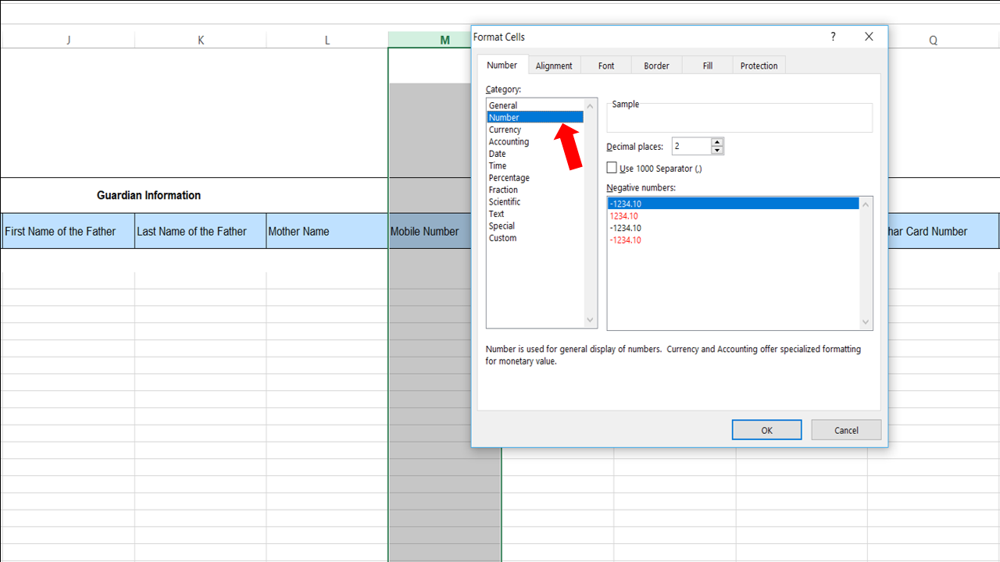 J K L M Q
Format Cells ?
Number Alignment Font Border Fill Protection
Category:
General
Number
Currency
Accounting
Date
Time
Percentage
Fraction
Scientific
Text
Special
Custom
Sample
Decimal places: 2
Use 1000 Separator (,)
Negative numbers:
-1234.10
1234.10
-1234.10
-1234.10
Number is used for general display of numbers. Currency and Accounting offer specialized formatting
for monetary value.
OK Cancel
Guardian Information
First Name of the Father Last Name of the Father Mother Name Mobile Number har Card Number